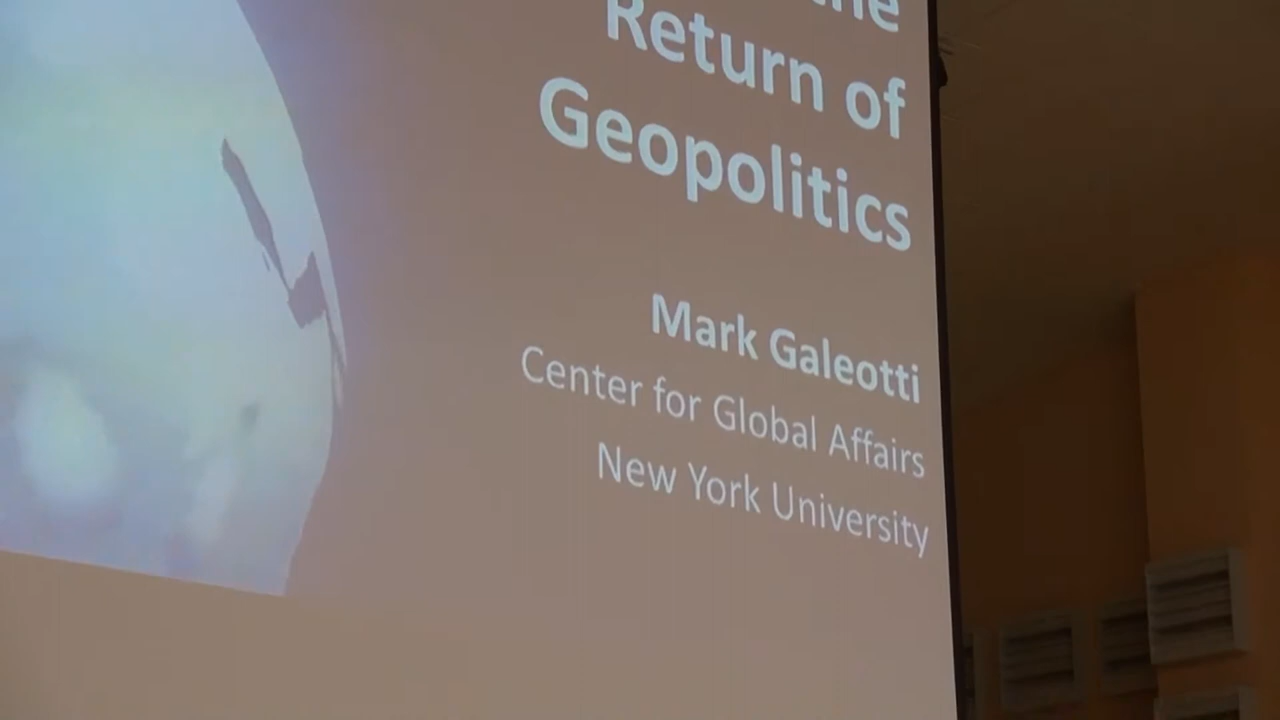 Return of
Geopolitics
Mark Galeotti
Center for Global Affairs
New York University